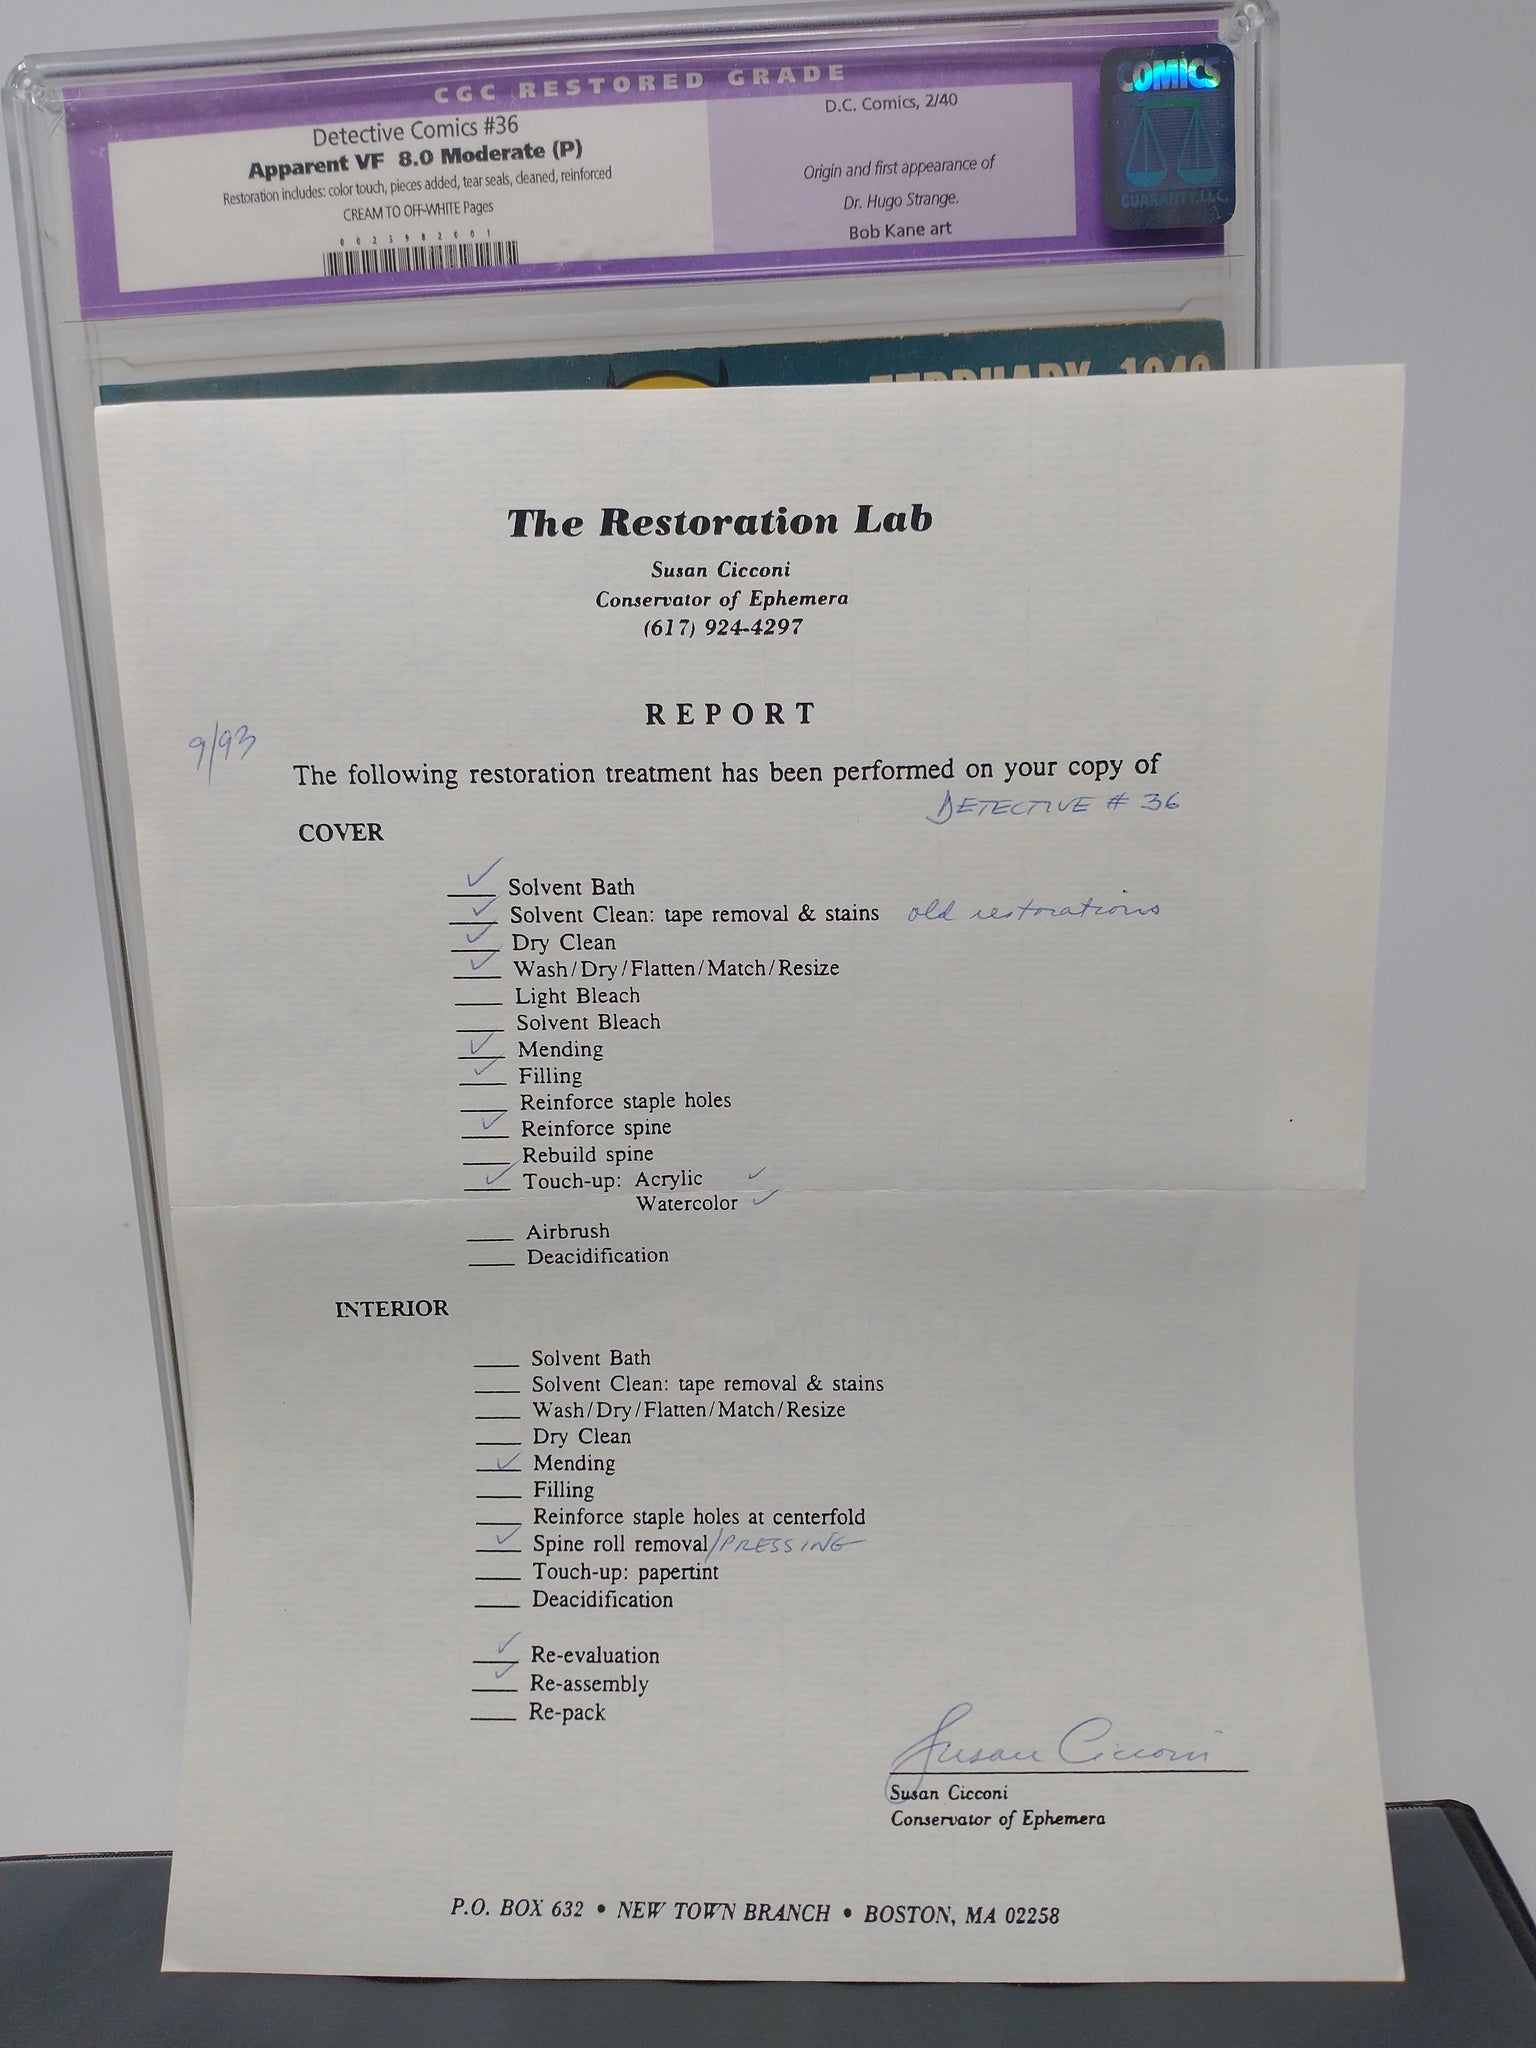 CGC RESTORED GRADE
Detective Comics #36
Apparent VF 8.0 Moderate (P)
Restoration includes: color touch, pieces added, tear seals, cleaned, reinforced
CREAM TO OFF-WHITE Pages
0023982001
D.C. Comics, 2/40
Origin and first appearance of
Dr. Hugo Strange.
Bob Kane art
COMICS
GUARANTY, LLC.
FEBRUARY 1940
The Restoration Lab
Susan Cicconi
Conservator of Ephemera
(617) 924-4297
REPORT
9/93
The following restoration treatment has been performed on your copy of
DETECTIVE # 36
COVER
✓ Solvent Bath
✓ Solvent Clean: tape removal & stains old restorations
✓ Dry Clean
✓ Wash/Dry/Flatten/Match/Resize
Light Bleach
Solvent Bleach
✓ Mending
✓ Filling
Reinforce staple holes
✓ Reinforce spine
Rebuild spine
✓ Touch-up: Acrylic ✓
Watercolor ✓
Airbrush
Deacidification
INTERIOR
Solvent Bath
Solvent Clean: tape removal & stains
Wash/Dry/Flatten/Match/Resize
Dry Clean
✓ Mending
Filling
Reinforce staple holes at centerfold
✓ Spine roll removal/PRESSING
Touch-up: papertint
Deacidification
✓ Re-evaluation
✓ Re-assembly
Re-pack
Susan Cicconi
Susan Cicconi
Conservator of Ephemera
P.O. BOX 632 • NEW TOWN BRANCH • BOSTON, MA 02258